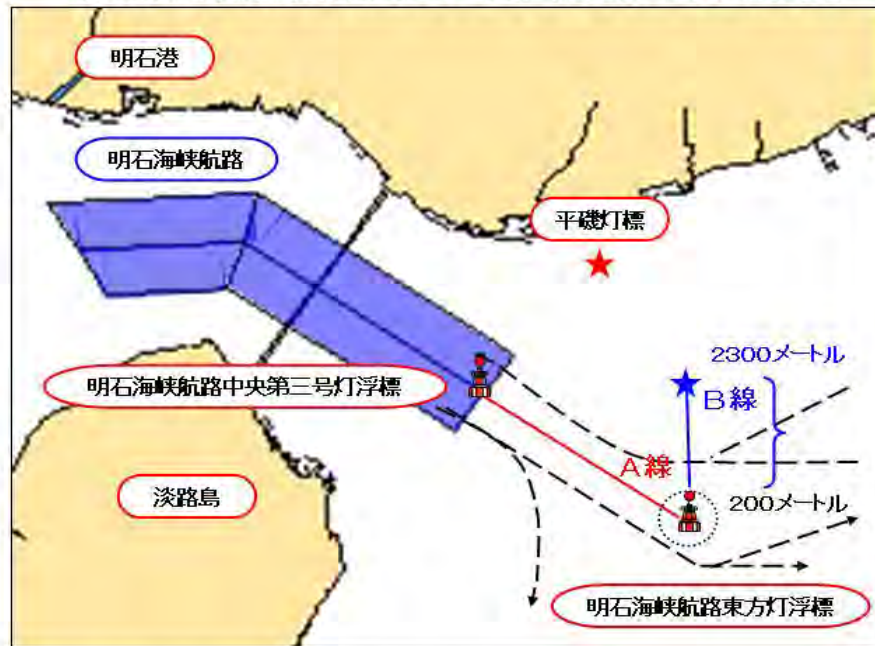 明石港
明石海峡航路
平磯灯標
2300メートル
B線
明石海峡航路中央第三号灯浮標
A線
淡路島
200メートル
明石海峡航路東方灯浮標